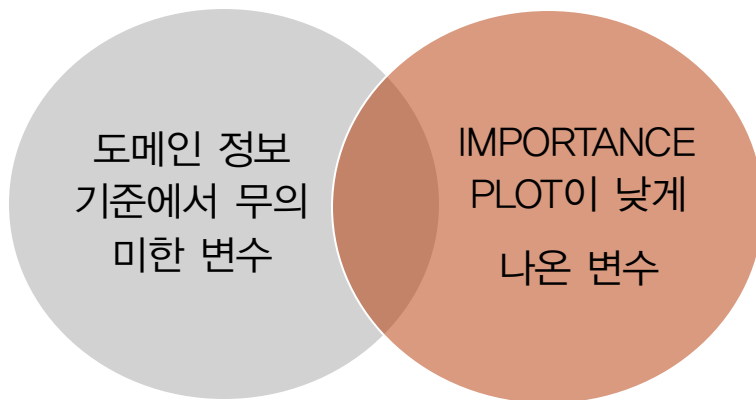 도메인 정보
기준에서 무의
미한 변수
IMPORTANCE
PLOT이 낮게
나온 변수